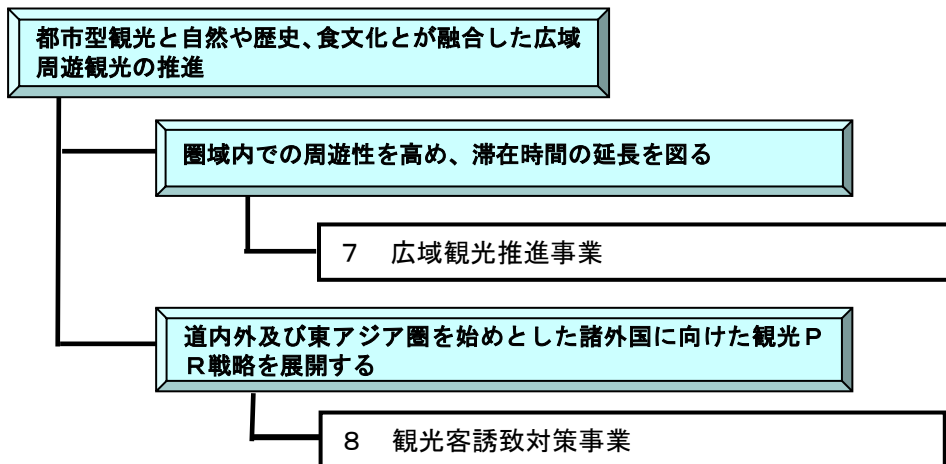 都市型観光と自然や歴史、食文化とが融合した広域
周遊観光の推進
圏域内での周遊性を高め、滞在時間の延長を図る
７　広域観光推進事業
道内外及び東アジア圏を始めとした諸外国に向けた観光Ｐ
Ｒ戦略を展開する
８　観光客誘致対策事業